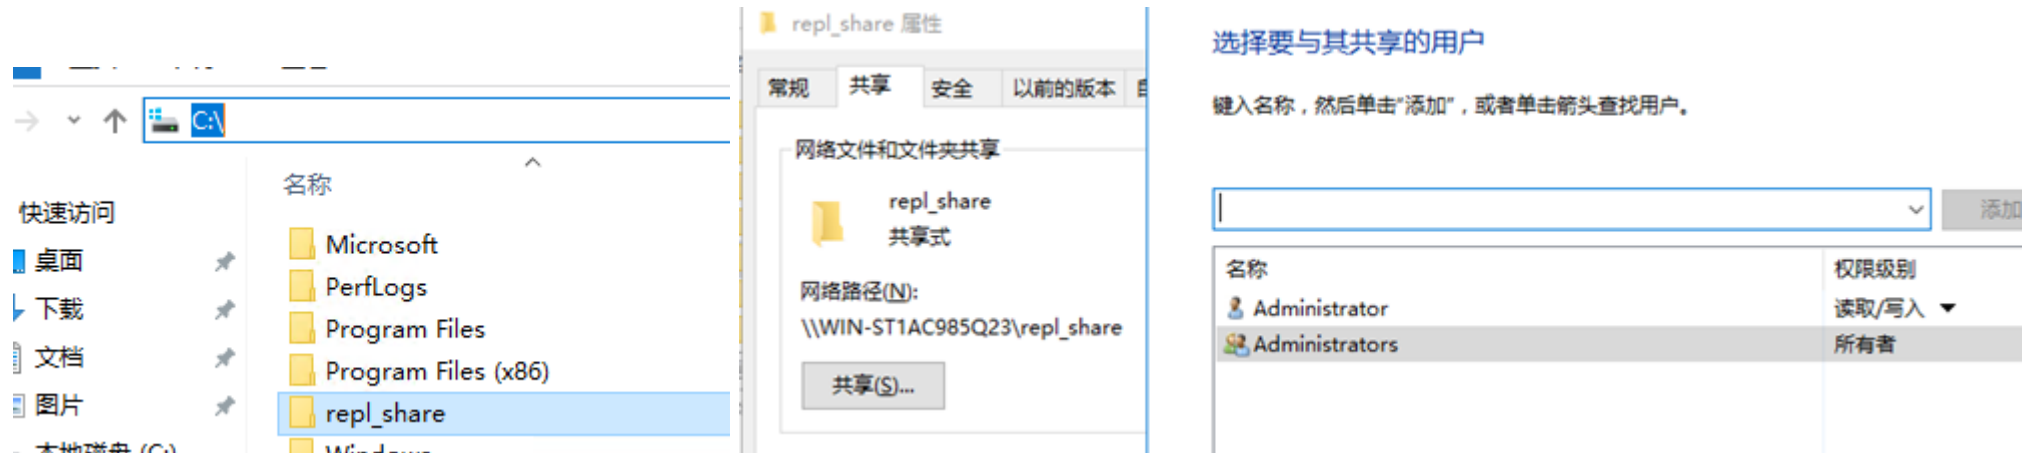 C:\
名称
快速访问
桌面
下载
文档
图片
Microsoft
PerfLogs
Program Files
Program Files (x86)
repl_share
repl_share 属性
常规
共享
安全
以前的版本
网络文件和文件夹共享
repl_share
共享式
网络路径(N):
\\WIN-ST1AC985Q23\repl_share
共享(S)...
选择要与其共享的用户
键入名称，然后单击"添加"，或者单击箭头查找用户。
添加
名称 权限级别
Administrator 读取/写入
Administrators 所有者